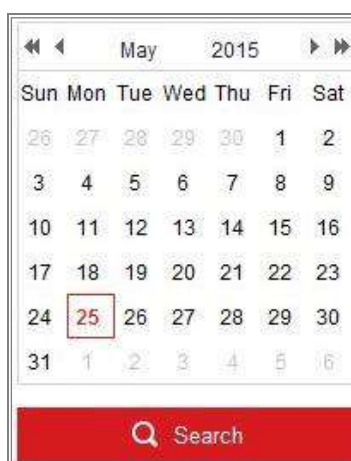 May 2015
Sun Mon Tue Wed Thu Fri Sat
26 27 28 29 30 1 2
3 4 5 6 7 8 9
10 11 12 13 14 15 16
17 18 19 20 21 22 23
24 25 26 27 28 29 30
31 1 2 3 4 5 6
Search